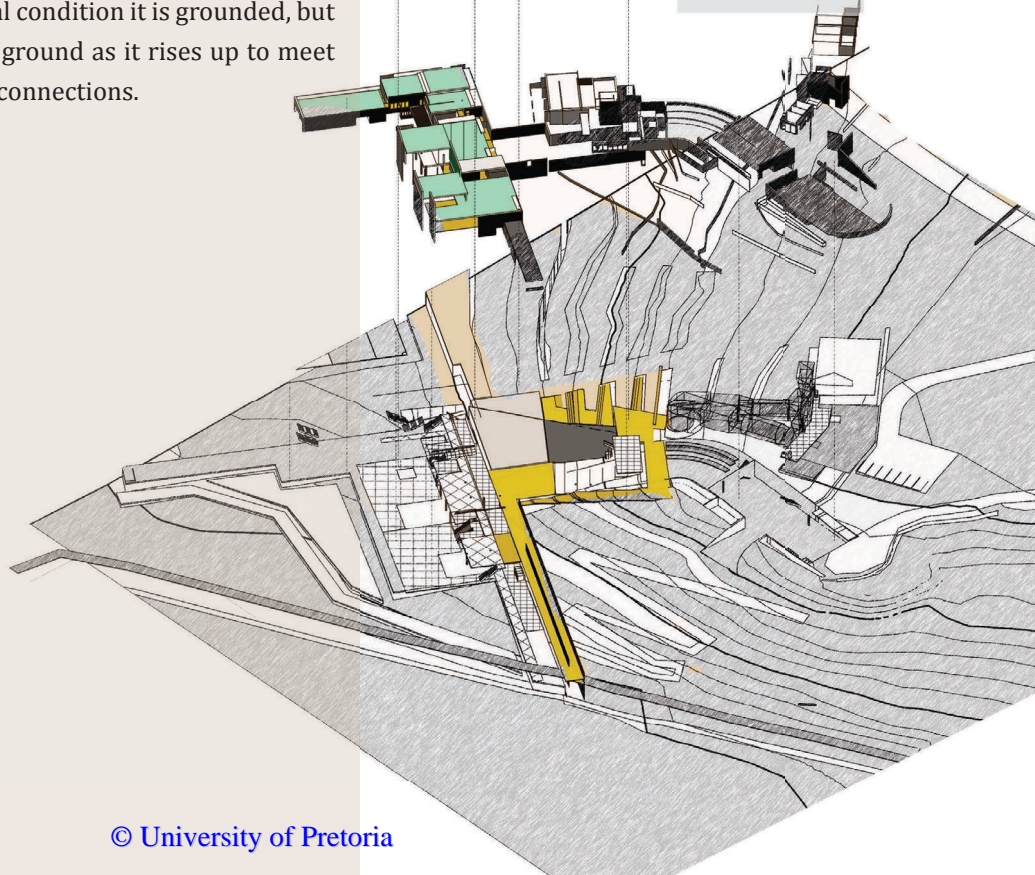 al condition it is grounded, but
ground as it rises up to meet
connections.
© University of Pretoria